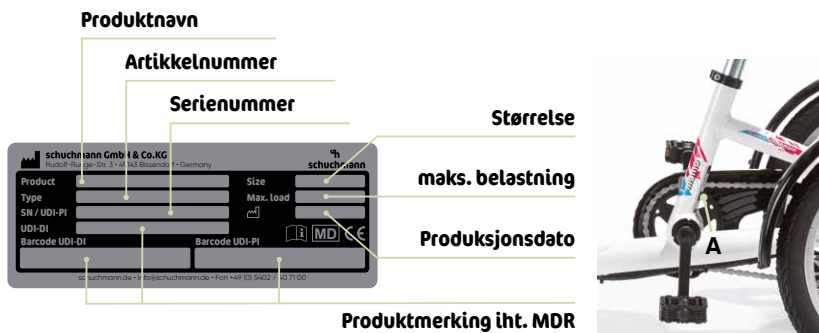 Produktnavn
Artikkelnummer
Serienummer
Størrelse
maks. belastning
Produksjonsdato
schuchmann GmbH & Co.KG
Rudolf-Runge-Str. 3 • 49143 Bissendorf • Germany
schuchmann
Product
Size
Type
Max. load
SN / UDI-PI
UDI-DI
MD CE
Barcode UDI-DI
Barcode UDI-PI
schuchmann.de • info@schuchmann.de • Fon +49 (0) 5402 / 40 71 00
Produktmerking iht. MDR
A